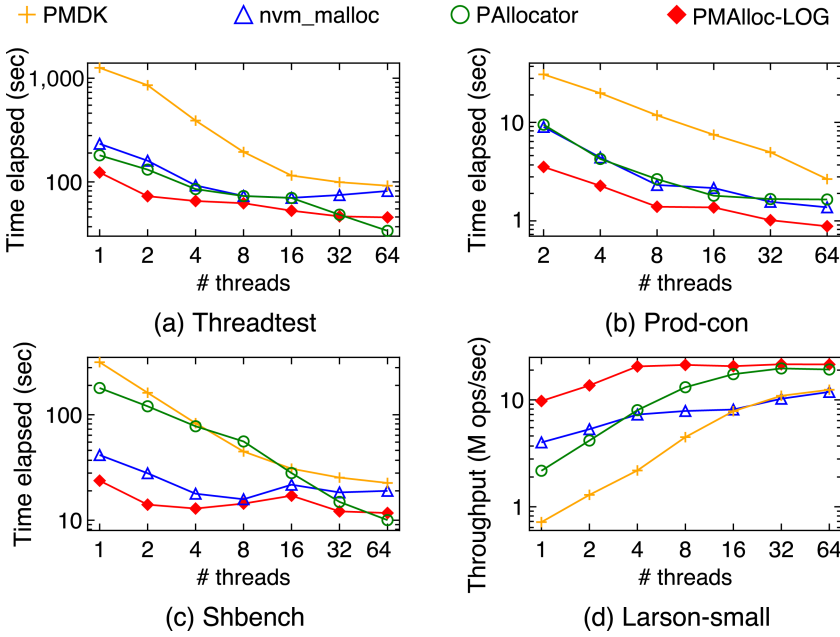 PMDK nvm_malloc PAllocator PMAlloc-LOG
Time elapsed (sec)
1,000
100
1 2 4 8 16 32 64
# threads
(a) Threadtest
Time elapsed (sec)
10
1
2 4 8 16 32 64
# threads
(b) Prod-con
Time elapsed (sec)
100
10
1 2 4 8 16 32 64
# threads
(c) Shbench
Throughput (M ops/sec)
10
1
1 2 4 8 16 32 64
# threads
(d) Larson-small